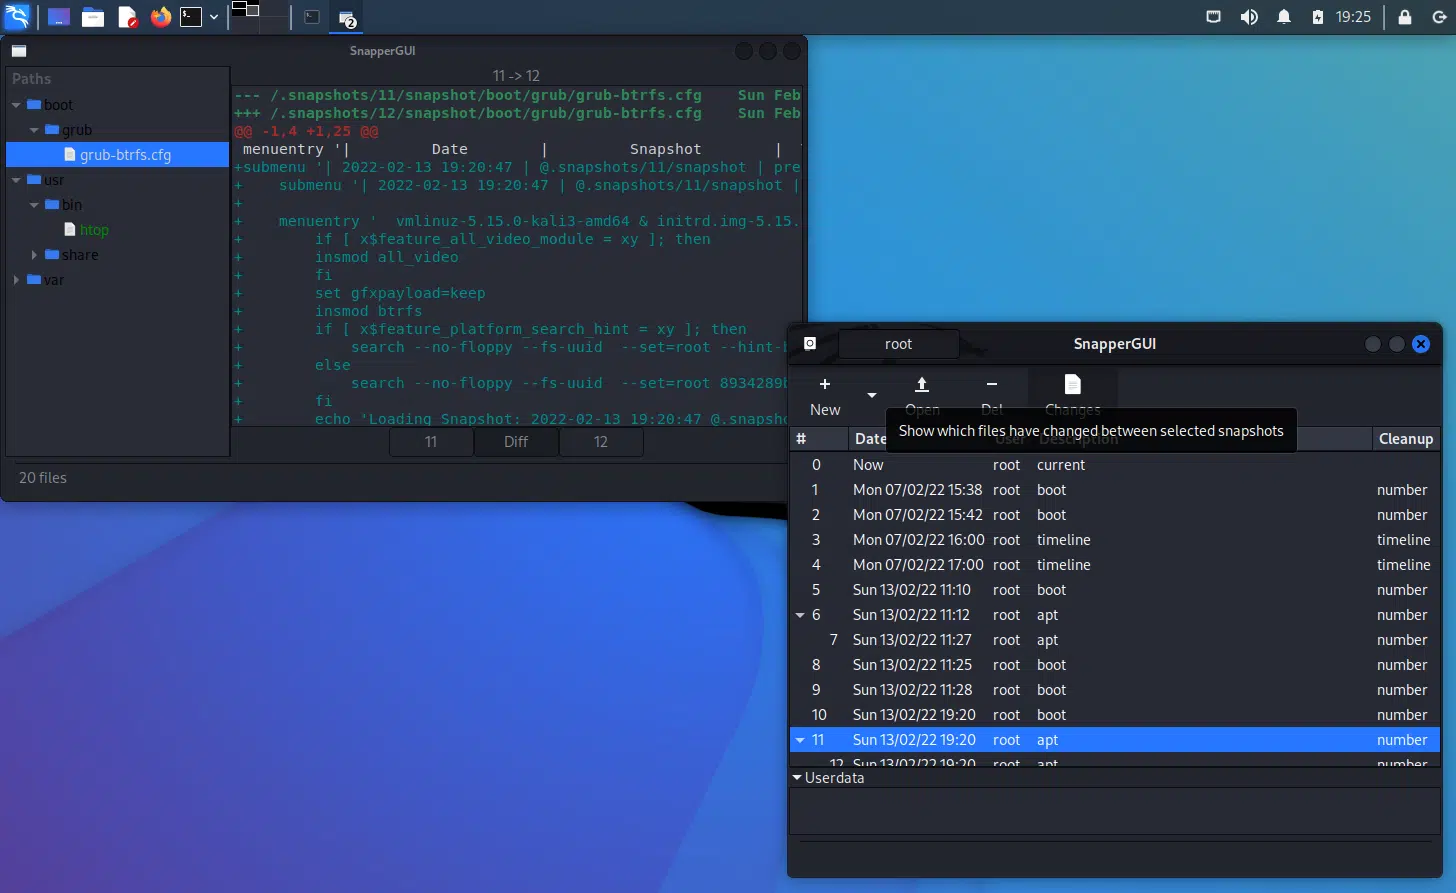 2
19:25
SnapperGUI
Paths
boot
grub
grub-btrfs.cfg
usr
bin
htop
share
var
11 -> 12
--- /.snapshots/11/snapshot/boot/grub/grub-btrfs.cfg    Sun Feb
+++ /.snapshots/12/snapshot/boot/grub/grub-btrfs.cfg    Sun Feb
@@ -1,4 +1,25 @@
 menuentry '|         Date        |         Snapshot        |
+submenu '| 2022-02-13 19:20:47 | @.snapshots/11/snapshot | pre
+    submenu '| 2022-02-13 19:20:47 | @.snapshots/11/snapshot |
+
+    menuentry '  vmlinuz-5.15.0-kali3-amd64 & initrd.img-5.15.
+        if [ x$feature_all_video_module = xy ]; then
+        insmod all_video
+        fi
+        set gfxpayload=keep
+        insmod btrfs
+        if [ x$feature_platform_search_hint = xy ]; then
+            search --no-floppy --fs-uuid  --set=root --hint-b
+        else
+            search --no-floppy --fs-uuid  --set=root 8934289b
+        fi
+        echo 'Loading Snapshot: 2022-02-13 19:20:47 @.snapsho
11 Diff 12
20 files
root SnapperGUI
New Open Del Changes
Show which files have changed between selected snapshots
# Date User Description Cleanup
0 Now root current
1 Mon 07/02/22 15:38 root boot number
2 Mon 07/02/22 15:42 root boot number
3 Mon 07/02/22 16:00 root timeline timeline
4 Mon 07/02/22 17:00 root timeline timeline
5 Sun 13/02/22 11:10 root boot number
6 Sun 13/02/22 11:12 root apt number
7 Sun 13/02/22 11:27 root apt number
8 Sun 13/02/22 11:25 root boot number
9 Sun 13/02/22 11:28 root boot number
10 Sun 13/02/22 19:20 root boot number
11 Sun 13/02/22 19:20 root apt number
12 Sun 13/02/22 19:20 root apt number
Userdata